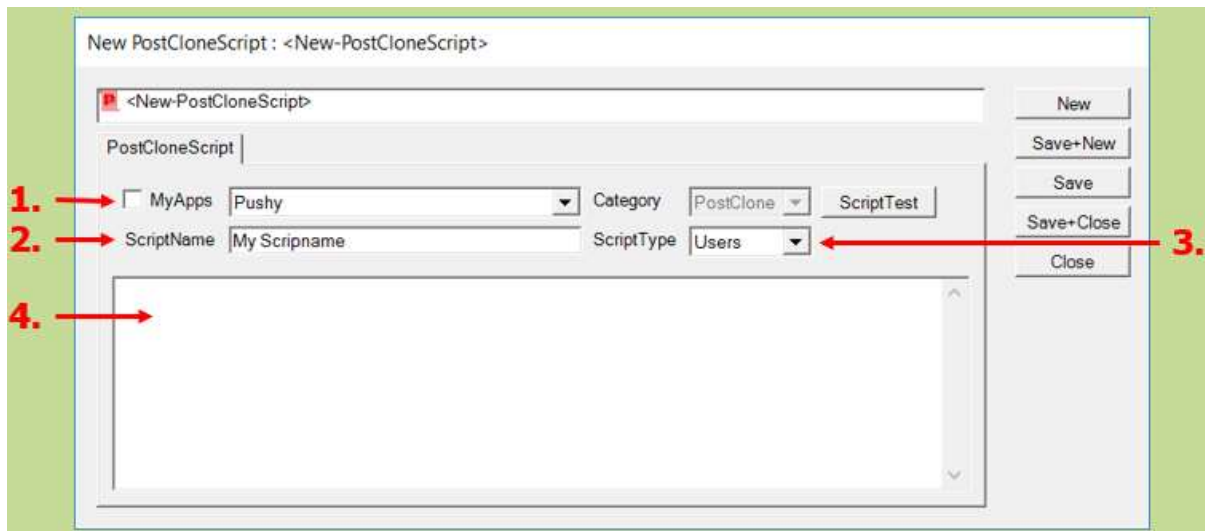 New PostCloneScript : <New-PostCloneScript>
P <New-PostCloneScript>
New
PostCloneScript
Save+New
Save
1. MyApps Pushy Category PostClone ScriptTest
Save+Close
2. ScriptName My Scripname ScriptType Users 3.
Close
4.